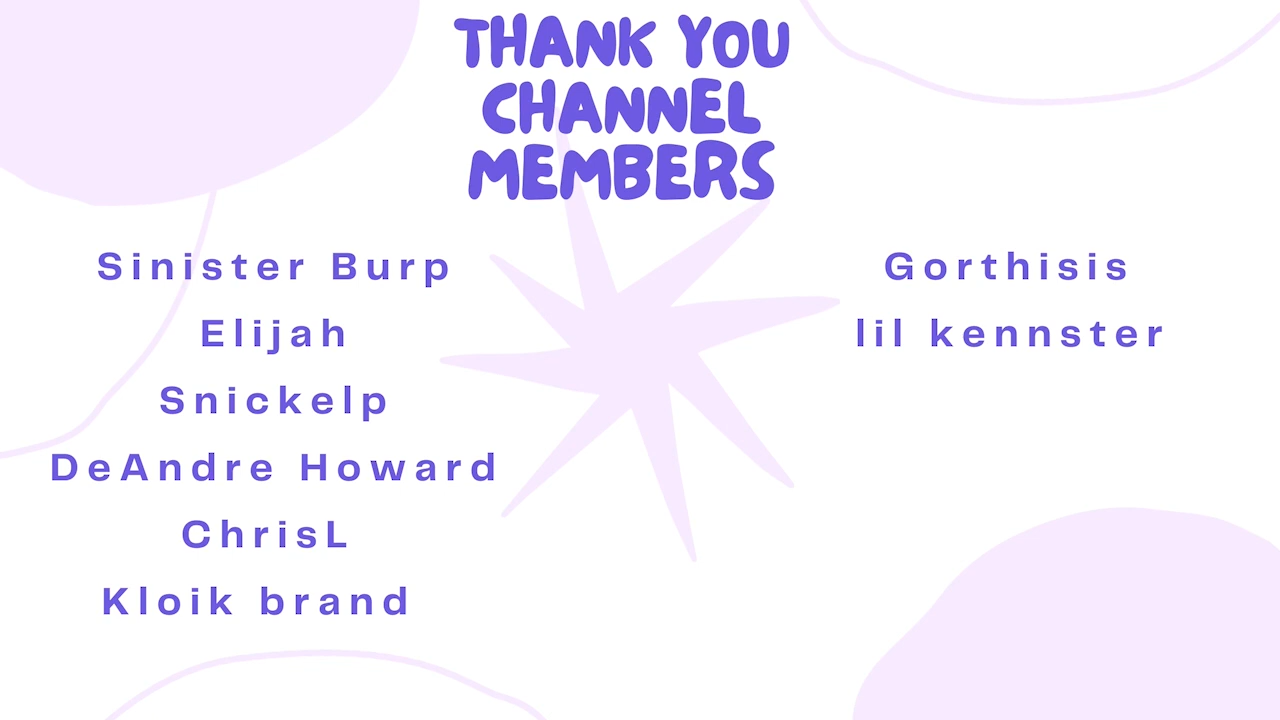 THANK YOU
CHANNEL
MEMBERS
Sinister Burp
Elijah
Snickelp
DeAndre Howard
ChrisL
Kloik brand
Gorthisis
lil kennster